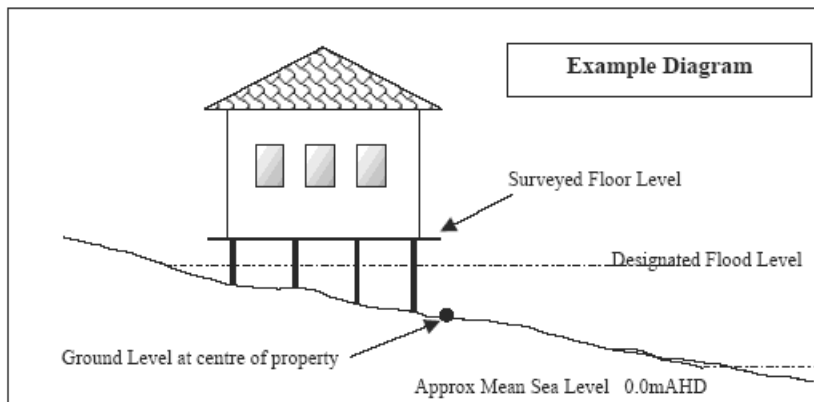 Example Diagram
Surveyed Floor Level
Designated Flood Level
Ground Level at centre of property
Approx Mean Sea Level 0.0mAHD